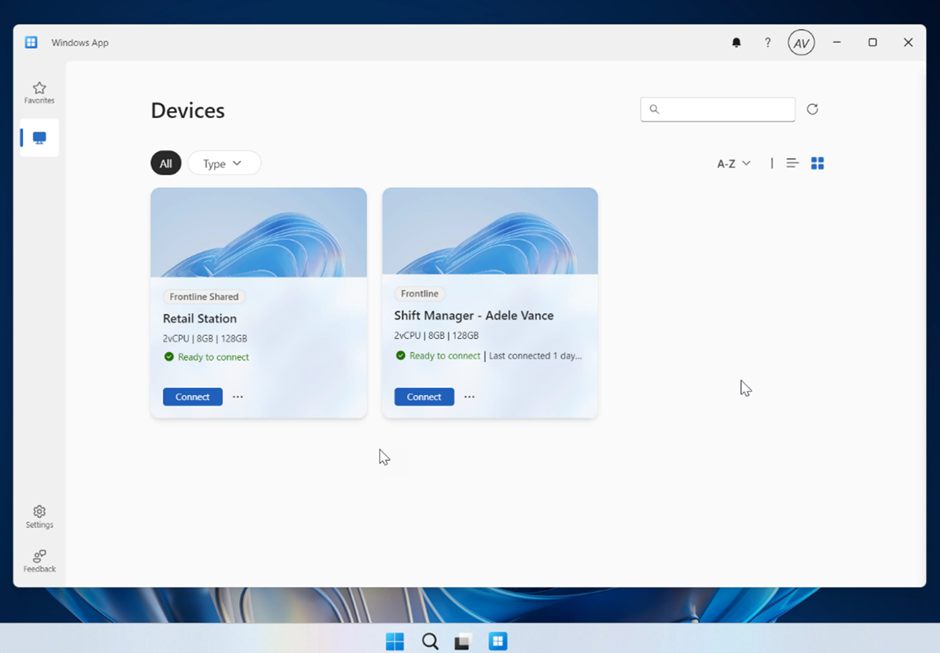 Windows App
?
AV
Favorites
Devices
All
Type
A-Z
Frontline Shared
Retail Station
2vCPU | 8GB | 128GB
Ready to connect
Connect
...
Frontline
Shift Manager - Adele Vance
2vCPU | 8GB | 128GB
Ready to connect | Last connected 1 day...
Connect
...
Settings
Feedback